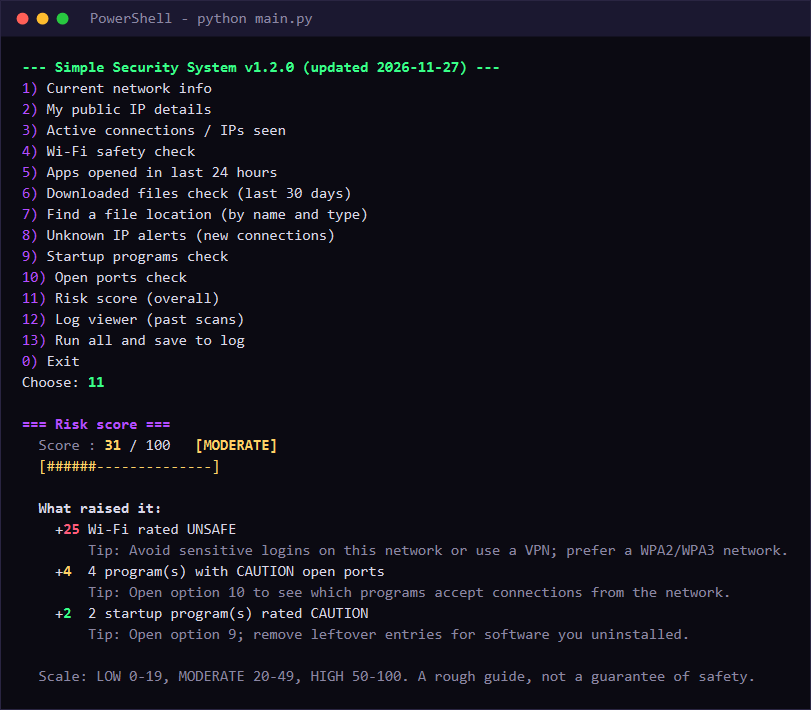 PowerShell - python main.py
--- Simple Security System v1.2.0 (updated 2026-11-27) ---
1) Current network info
2) My public IP details
3) Active connections / IPs seen
4) Wi-Fi safety check
5) Apps opened in last 24 hours
6) Downloaded files check (last 30 days)
7) Find a file location (by name and type)
8) Unknown IP alerts (new connections)
9) Startup programs check
10) Open ports check
11) Risk score (overall)
12) Log viewer (past scans)
13) Run all and save to log
0) Exit
Choose: 11
=== Risk score ===
Score : 31 / 100   [MODERATE]
[######--------------]
What raised it:
+25 Wi-Fi rated UNSAFE
Tip: Avoid sensitive logins on this network or use a VPN; prefer a WPA2/WPA3 network.
+4  4 program(s) with CAUTION open ports
Tip: Open option 10 to see which programs accept connections from the network.
+2  2 startup program(s) rated CAUTION
Tip: Open option 9; remove leftover entries for software you uninstalled.
Scale: LOW 0-19, MODERATE 20-49, HIGH 50-100. A rough guide, not a guarantee of safety.